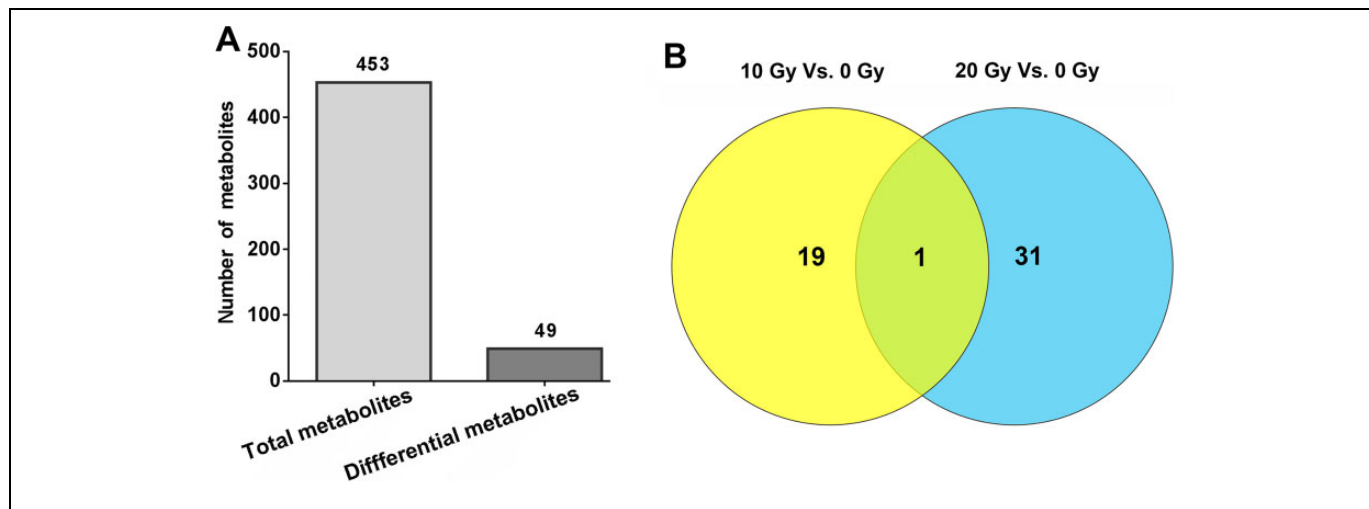 A
500
400
300
200
100
0
Number of metabolites
453
49
Total metabolites
Diffferential metabolites
B
10 Gy Vs. 0 Gy
20 Gy Vs. 0 Gy
19
1
31